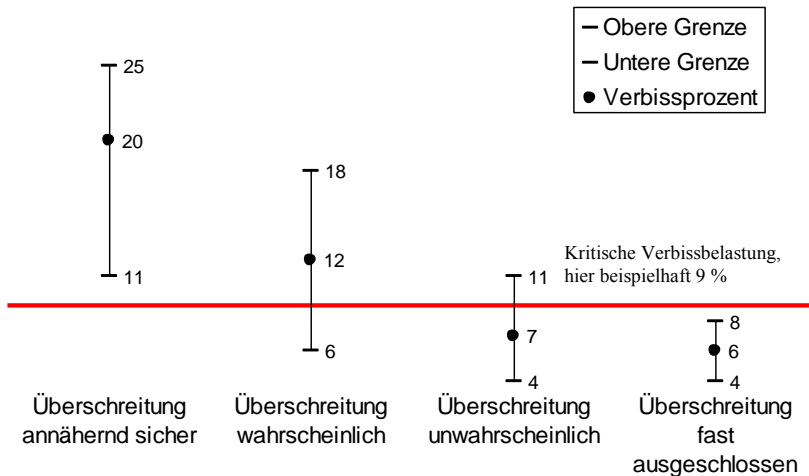 Obere Grenze
Untere Grenze
Verbissprozent
25
20
11
18
12
6
Kritische Verbissbelastung,
hier beispielhaft 9 %
11
7
4
8
6
4
Überschreitung
annähernd sicher
Überschreitung
wahrscheinlich
Überschreitung
unwahrscheinlich
Überschreitung
fast
ausgeschlossen